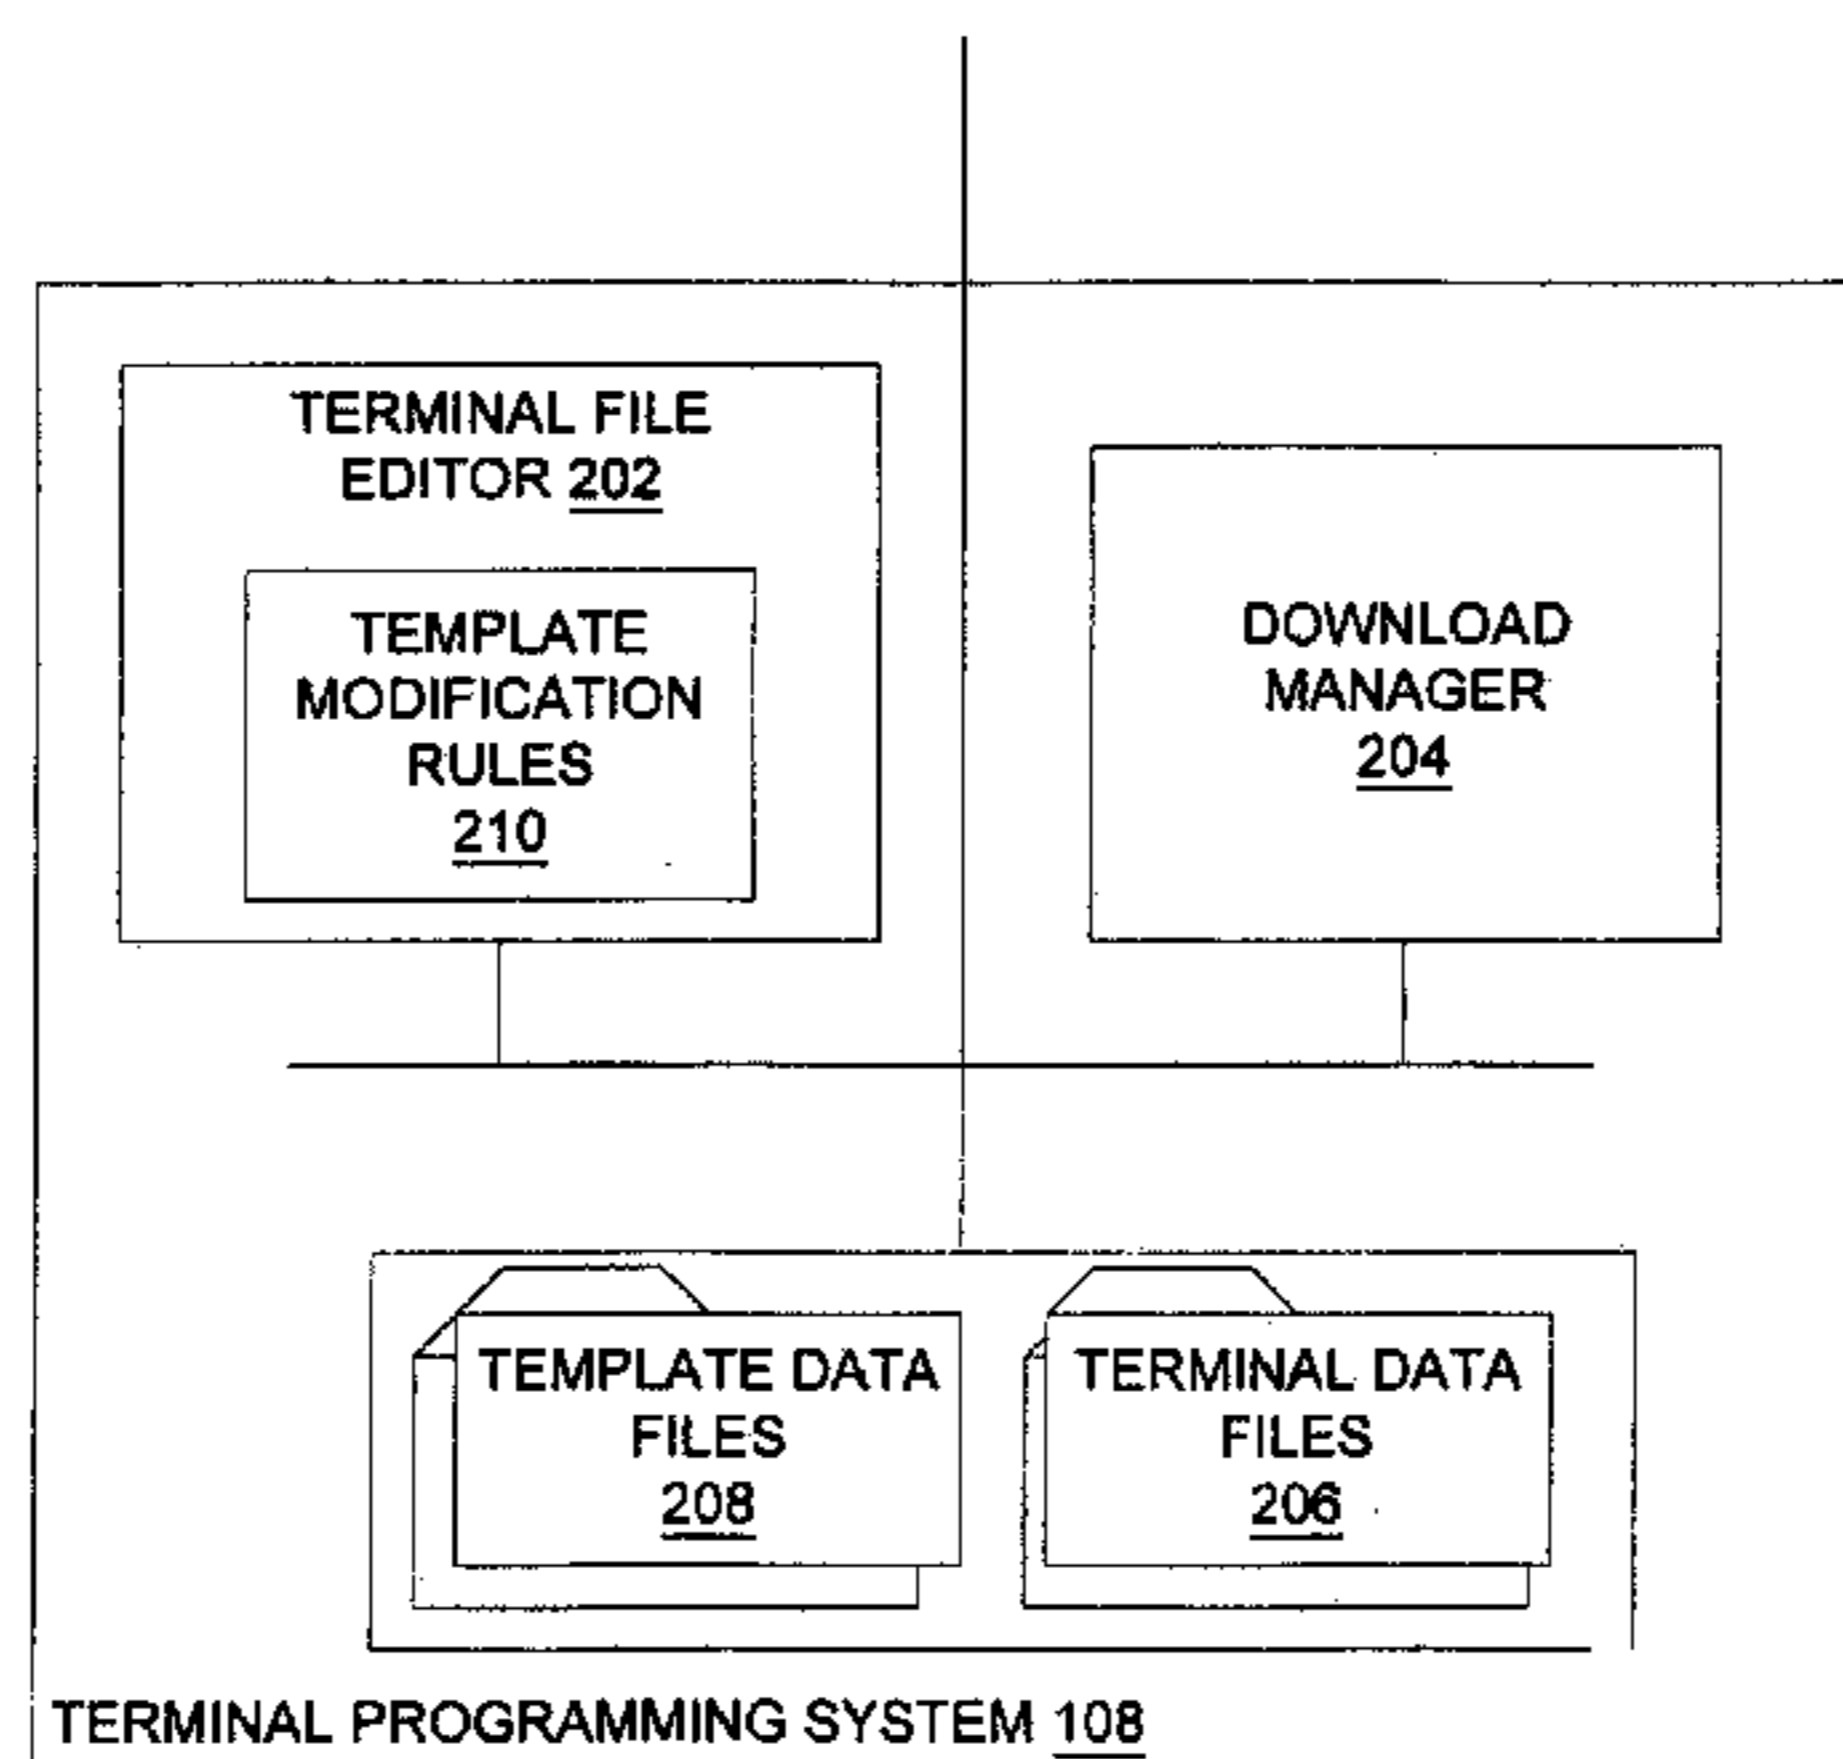 TERMINAL FILE
EDITOR 202
TEMPLATE
MODIFICATION
RULES
210
DOWNLOAD
MANAGER
204
TEMPLATE DATA
FILES
208
TERMINAL DATA
FILES
206
TERMINAL PROGRAMMING SYSTEM 108